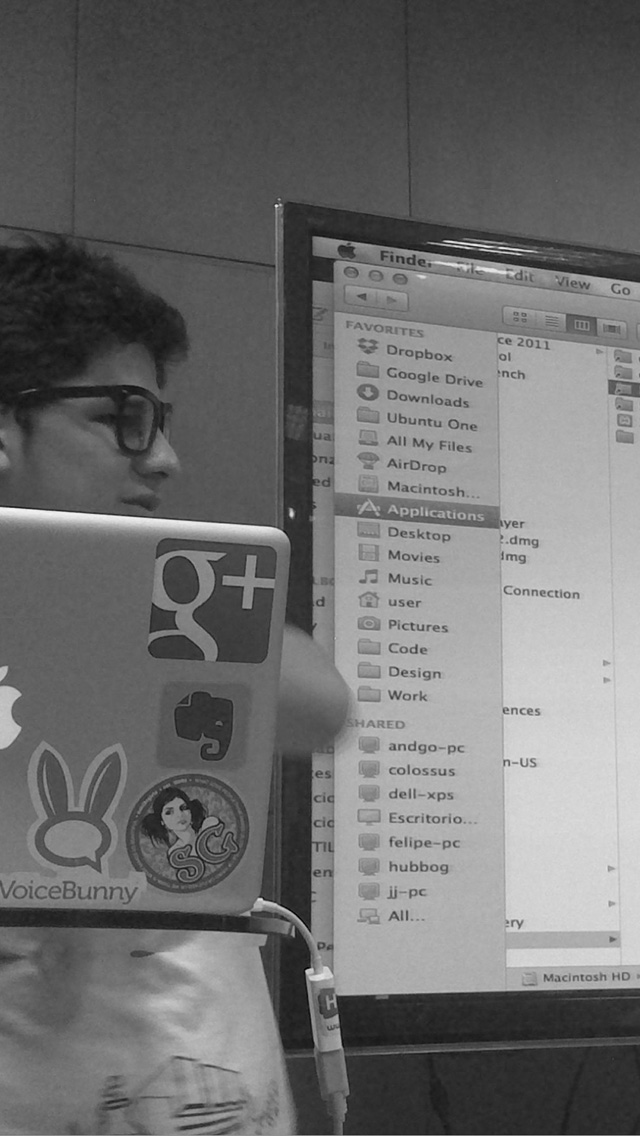 Finder File Edit View Go
FAVORITES
Dropbox
Google Drive
Downloads
Ubuntu One
All My Files
AirDrop
Macintosh...
Applications
Desktop
Movies
Music
user
Pictures
Code
Design
Work
SHARED
andgo-pc
colossus
dell-xps
Escritorio...
felipe-pc
hubbog
jj-pc
All...
ce 2011
ol
ench
ayer
2.dmg
dmg
Connection
ences
n-US
ery
Macintosh HD
g+
SG
VoiceBunny